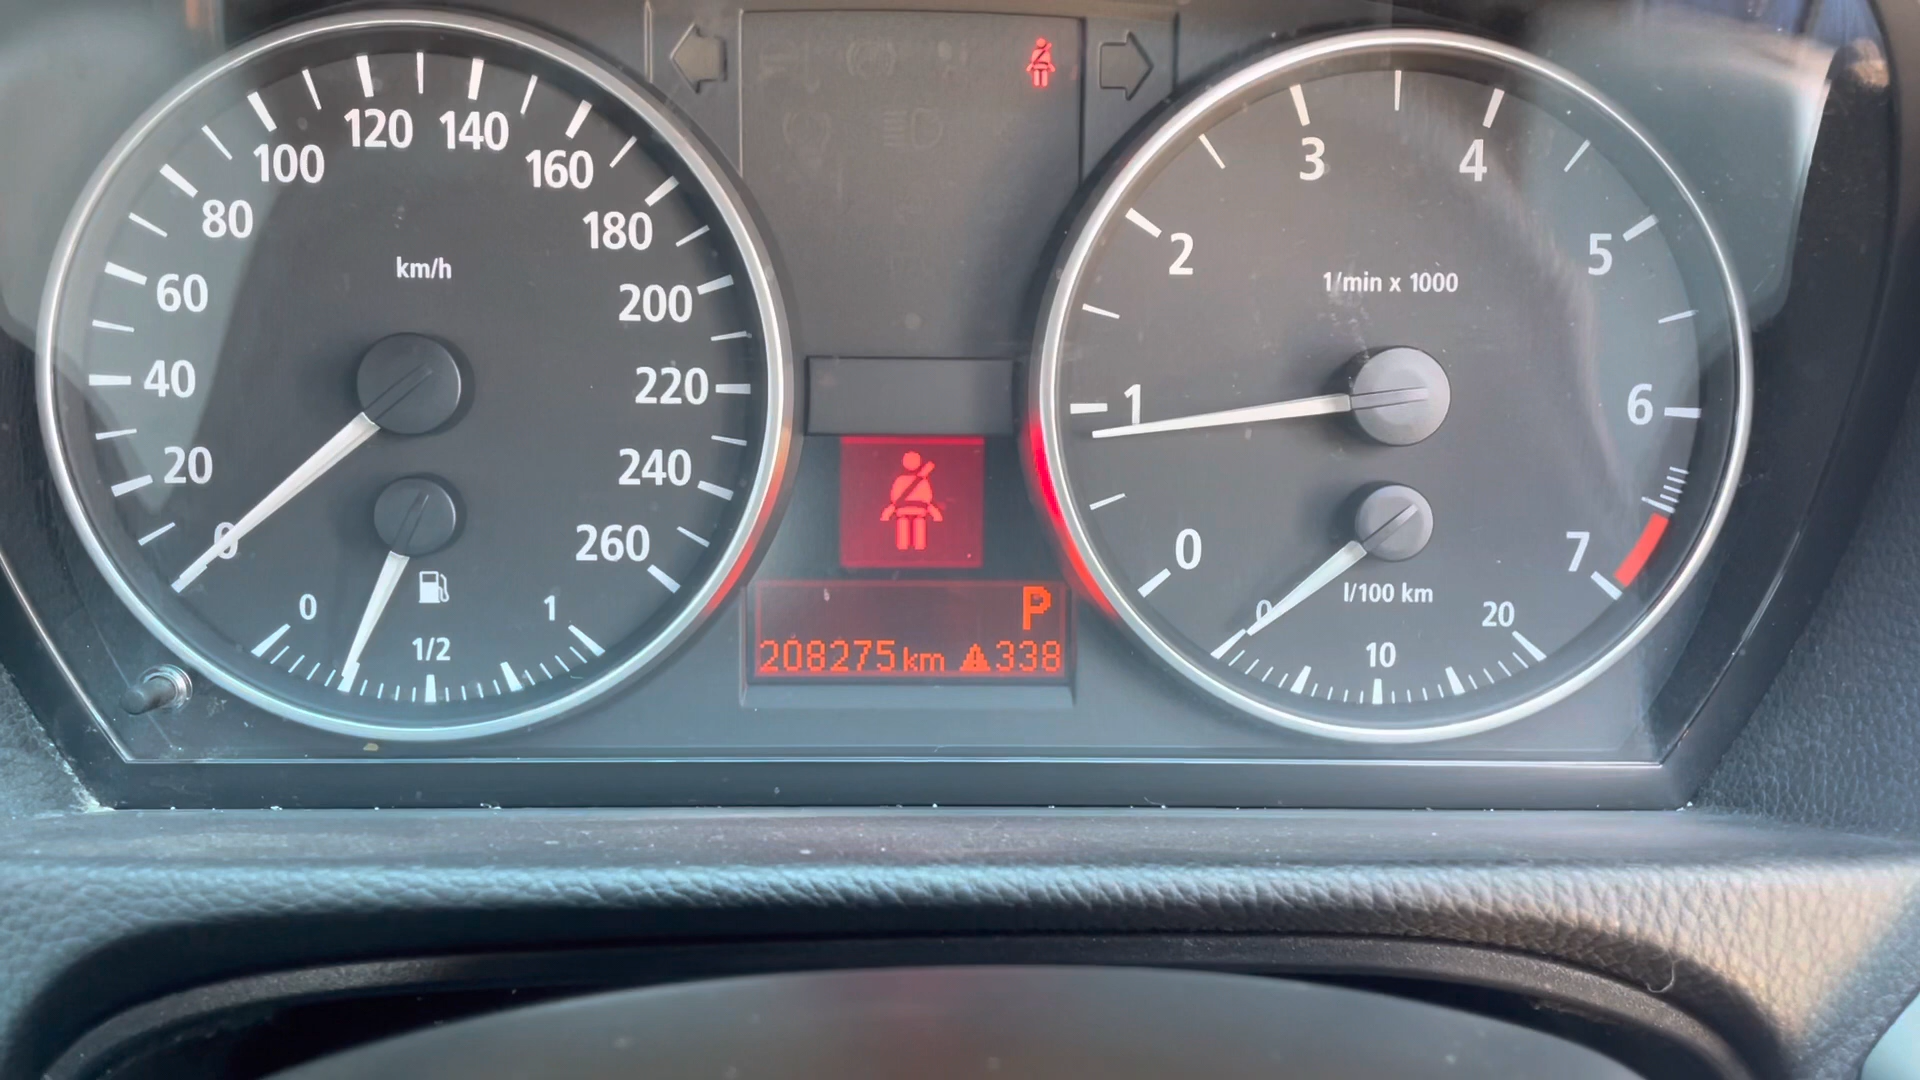 0 20 40 60 80 100 120 140 160 180 200 220 240 260
km/h
0 1/2 1
P
208275km 338
0 1 2 3 4 5 6 7
1/min x 1000
l/100 km
0 10 20